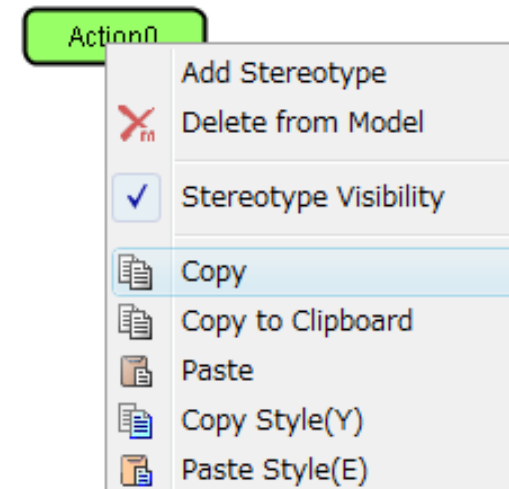 Action0
Add Stereotype
Delete from Model
Stereotype Visibility
Copy
Copy to Clipboard
Paste
Copy Style(Y)
Paste Style(E)